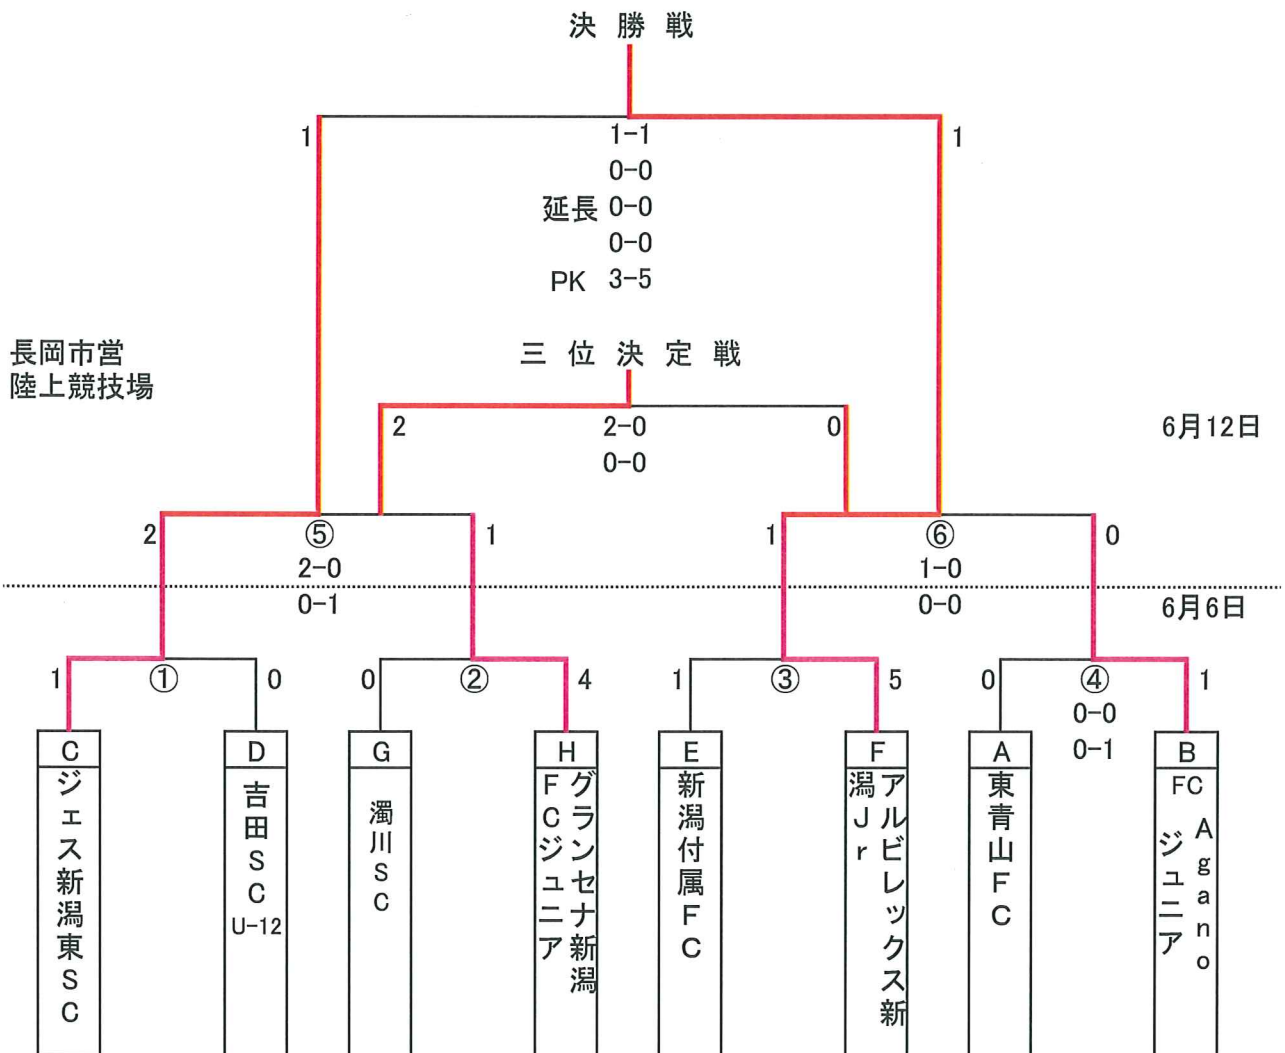 決勝戦
1
1-1
1
0-0
延長 0-0
0-0
PK 3-5
長岡市営
陸上競技場
三位決定戦
2
2-0
0
6月12日
0-0
2
⑤
1
1
⑥
0
2-0
1-0
0-1
0-0
6月6日
1
①
0
0
②
4
1
③
5
0
④
1
0-0
0-1
C
ジェス新潟東SC
D
吉田SC
U-12
G
濁川SC
H
グランセナ新潟
FCジュニア
E
新潟付属FC
F
アルビレックス新
潟Jr
A
東青山FC
B
FC
Agano
ジュニア